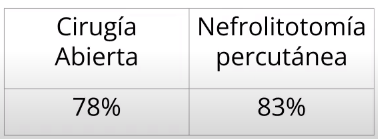 Cirugía
Abierta
Nefrolitotomía
percutánea
78%
83%